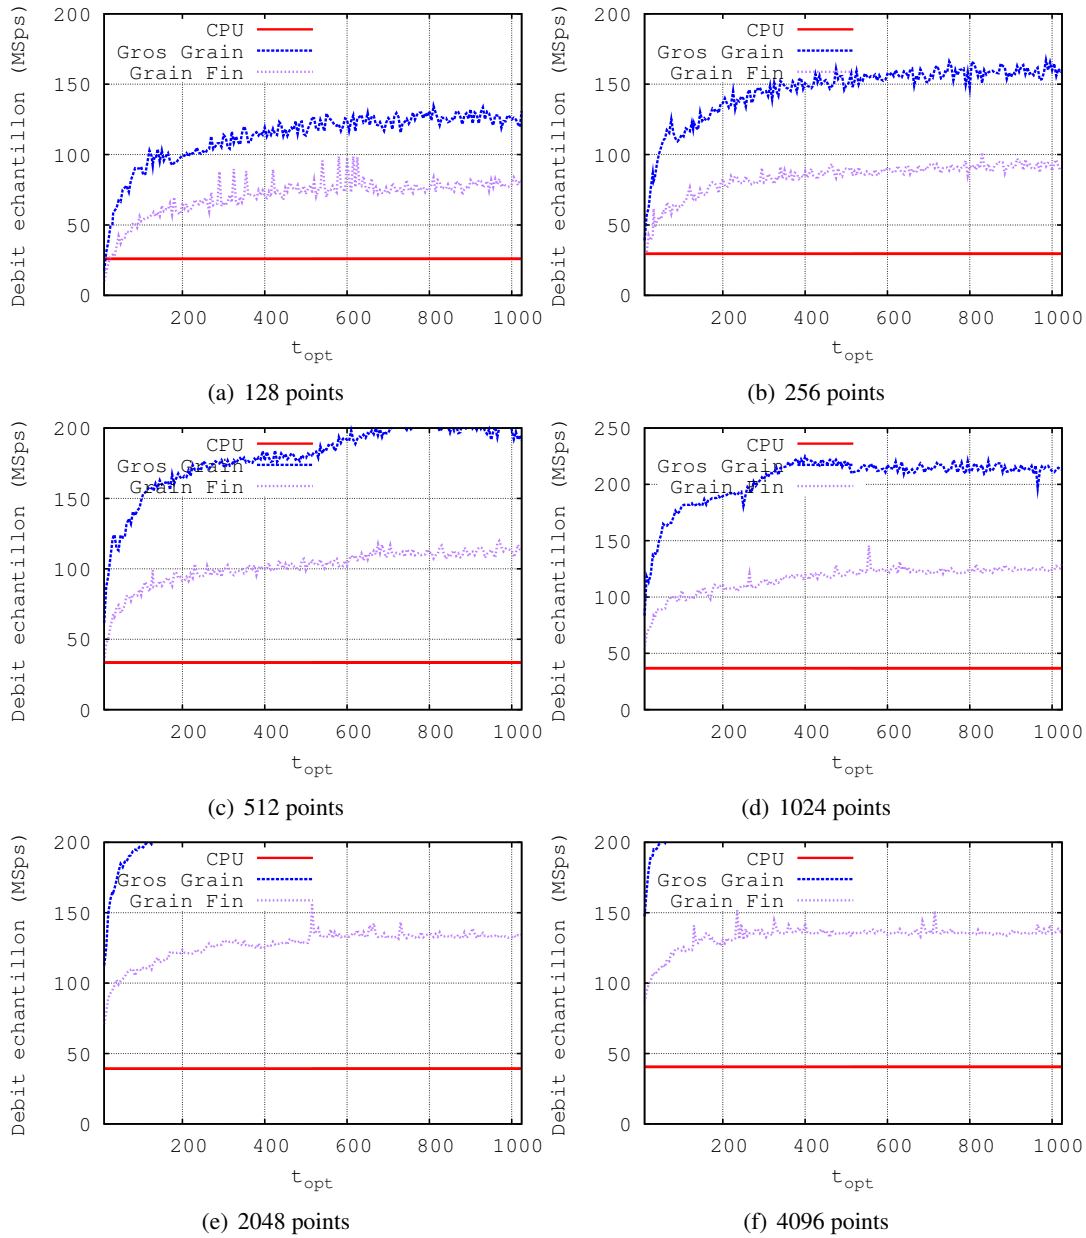 Debit echantillon (MSps)
200
150
100
50
0
CPU
Gros Grain
Grain Fin
200
400
600
800
1000
t_opt
(a) 128 points
Debit echantillon (MSps)
200
150
100
50
0
CPU
Gros Grain
Grain Fin
200
400
600
800
1000
t_opt
(b) 256 points
Debit echantillon (MSps)
200
150
100
50
0
CPU
Gros Grain
Grain Fin
200
400
600
800
1000
t_opt
(c) 512 points
Debit echantillon (MSps)
250
200
150
100
50
0
CPU
Gros Grain
Grain Fin
200
400
600
800
1000
t_opt
(d) 1024 points
Debit echantillon (MSps)
200
150
100
50
0
CPU
Gros Grain
Grain Fin
200
400
600
800
1000
t_opt
(e) 2048 points
Debit echantillon (MSps)
200
150
100
50
0
CPU
Gros Grain
Grain Fin
200
400
600
800
1000
t_opt
(f) 4096 points